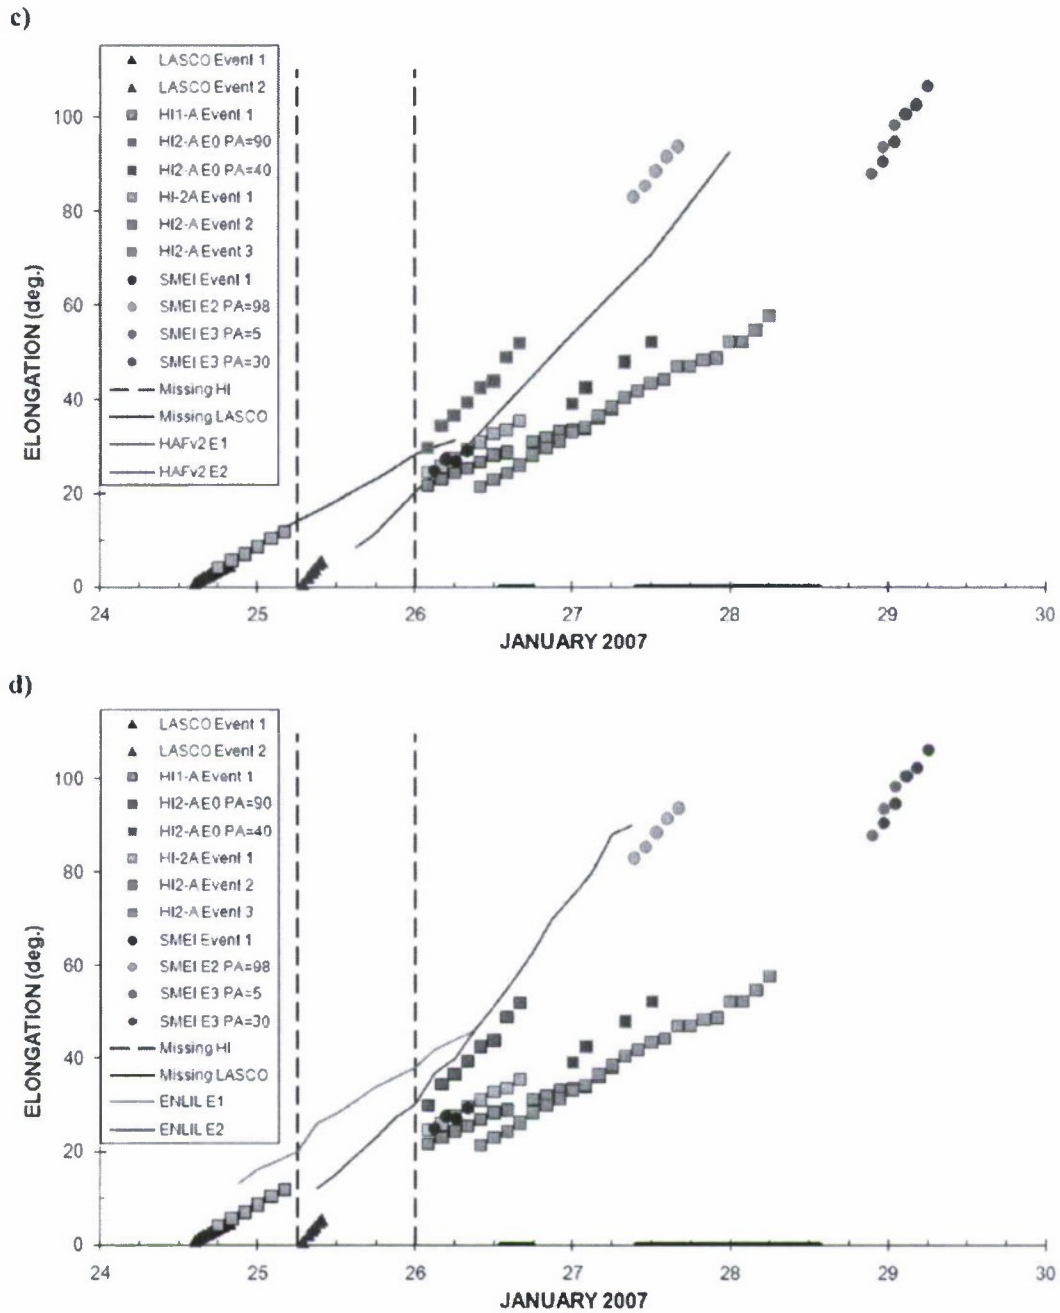 c)
LASCO Event 1
LASCO Event 2
HI1-A Event 1
HI2-A E0 PA=90
HI2-A E0 PA=40
HI-2A Event 1
HI2-A Event 2
HI2-A Event 3
SMEI Event 1
SMEI E2 PA=98
SMEI E3 PA=5
SMEI E3 PA=30
Missing HI
Missing LASCO
HAFv2 E1
HAFv2 E2
ELONGATION (deg.)
100
80
60
40
20
0
24 25 26 27 28 29 30
JANUARY 2007
d)
LASCO Event 1
LASCO Event 2
HI1-A Event 1
HI2-A E0 PA=90
HI2-A E0 PA=40
HI-2A Event 1
HI2-A Event 2
HI2-A Event 3
SMEI Event 1
SMEI E2 PA=98
SMEI E3 PA=5
SMEI E3 PA=30
Missing HI
Missing LASCO
ENLIL E1
ENLIL E2
ELONGATION (deg.)
100
80
60
40
20
0
24 25 26 27 28 29 30
JANUARY 2007